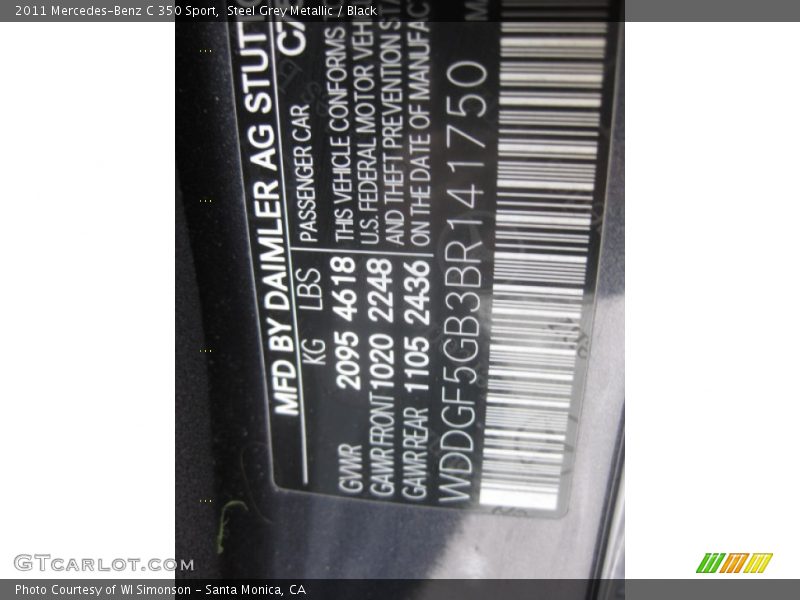 2011 Mercedes-Benz C 350 Sport,  Steel Grey Metallic / Black
MFD BY DAIMLER AG STUT
KG LBS
PASSENGER CAR
GVWR 2095 4618
GAWR FRONT 1020 2248
GAWR REAR 1105 2436
THIS VEHICLE CONFORMS
U.S. FEDERAL MOTOR VEH
AND THEFT PREVENTION STA
ON THE DATE OF MANUFAC
WDDGF5GB3BR141750
GTCARLOT.COM
Photo Courtesy of WI Simonson - Santa Monica, CA